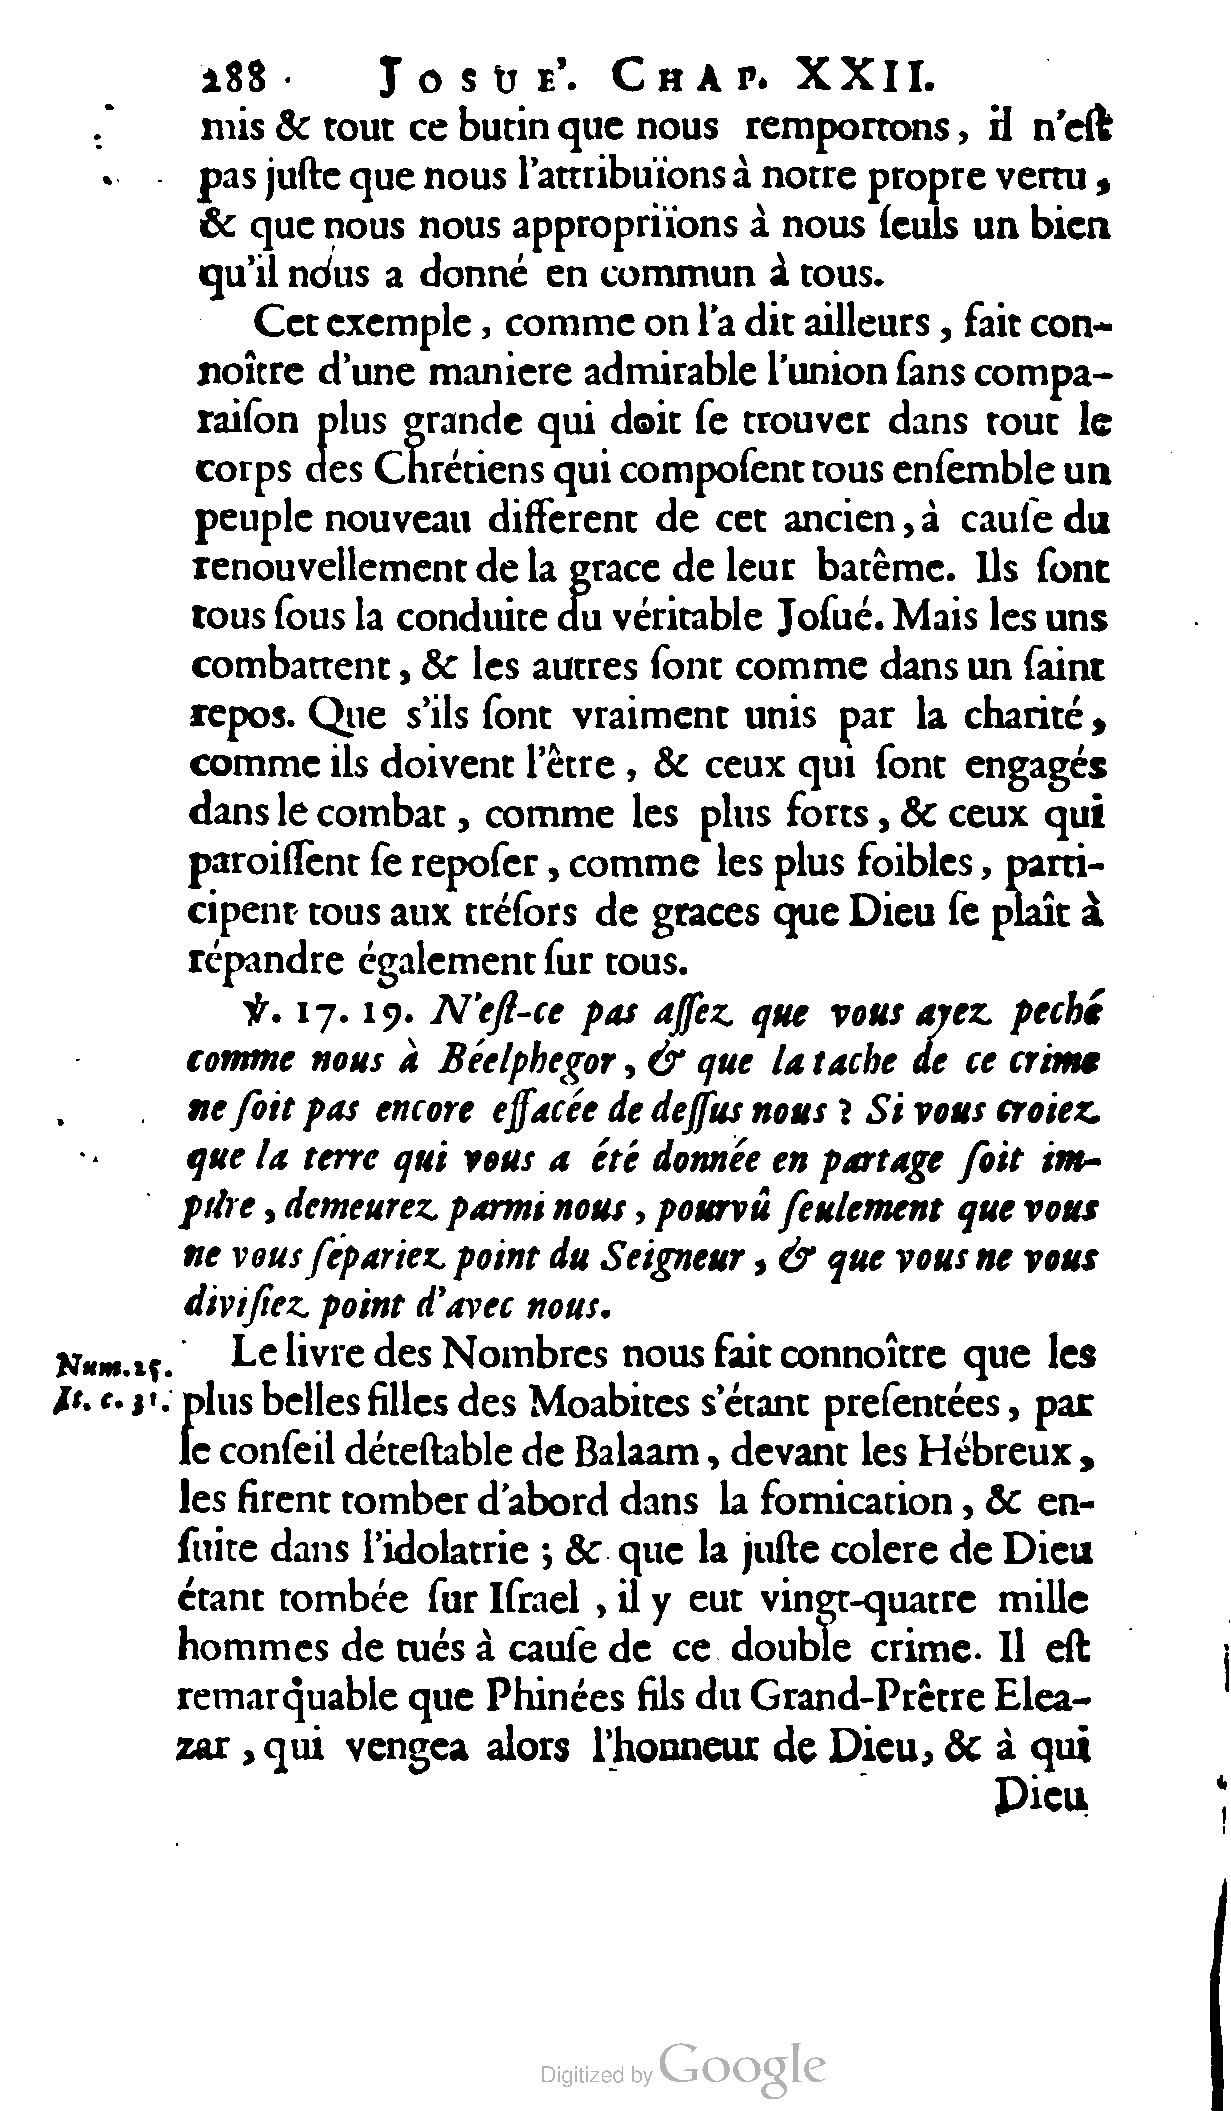 288 · JOSUE'. CHAP. XXII.
mis & tout ce butin que nous remportons, il n'eſt
pas juſte que nous l'attribuïons à notre propre vertu,
& que nous nous appropriïons à nous ſeuls un bien
qu'il nous a donné en commun à tous.
Cet exemple, comme on l'a dit ailleurs, fait con-
noître d'une maniere admirable l'union ſans compa-
raiſon plus grande qui doit ſe trouver dans tout le
corps des Chrétiens qui compoſent tous enſemble un
peuple nouveau different de cet ancien, à cauſe du
renouvellement de la grace de leur batême. Ils ſont
tous ſous la conduite du véritable Joſué. Mais les uns
combattent, & les autres ſont comme dans un ſaint
repos. Que s'ils ſont vraiment unis par la charité,
comme ils doivent l'être, & ceux qui ſont engagés
dans le combat, comme les plus forts, & ceux qui
paroiſſent ſe repoſer, comme les plus foibles, parti-
cipent tous aux tréſors de graces que Dieu ſe plaît à
répandre également ſur tous.
℣. 17. 19. N'eſt-ce pas aſſez que vous ayez peché
comme nous à Béelphegor, & que la tache de ce crime
ne ſoit pas encore effacée de deſſus nous ? Si vous croiez
que la terre qui vous a été donnée en partage ſoit im-
pure, demeurez parmi nous, pourvû ſeulement que vous
ne vous ſépariez point du Seigneur, & que vous ne vous
diviſiez point d'avec nous.
Num. 25.
It. c. 31.
Le livre des Nombres nous fait connoître que les
plus belles filles des Moabites s'étant preſentées, par
le conſeil déteſtable de Balaam, devant les Hébreux,
les firent tomber d'abord dans la fornication, & en-
ſuite dans l'idolatrie ; & que la juſte colere de Dieu
étant tombée ſur Iſrael, il y eut vingt-quatre mille
hommes de tués à cauſe de ce double crime. Il eſt
remarquable que Phinées fils du Grand-Prêtre Elea-
zar, qui vengea alors l'honneur de Dieu, & à qui
Dieu
Digitized by Google